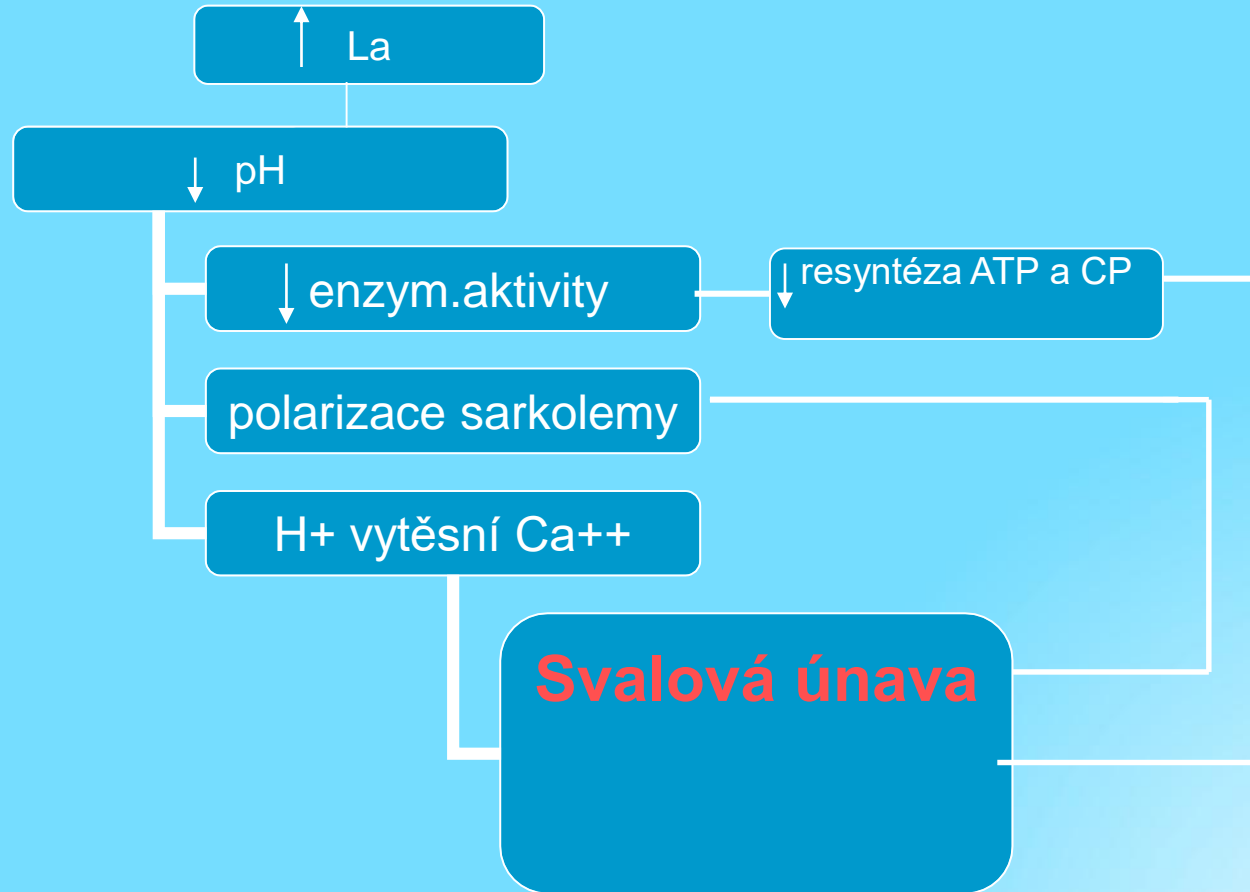 La
pH
enzym.aktivity
resyntéza ATP a CP
polarizace sarkolemy
H+ vytěsní Ca++
Svalová únava